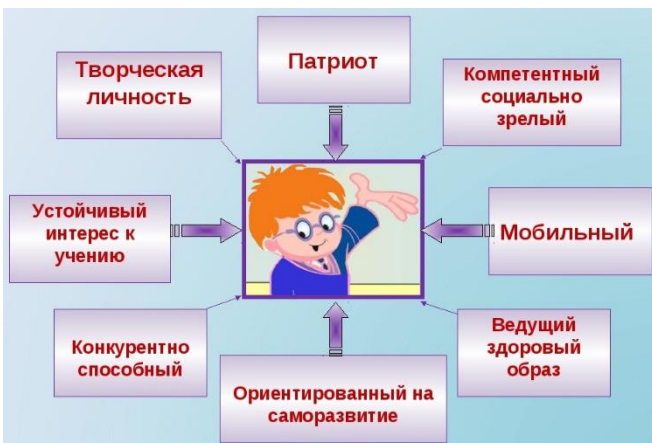 Творческая
личность
Патриот
Компетентный
социально
зрелый
Устойчивый
интерес к
учению
Мобильный
Конкурентно
способный
Ориентированный на
саморазвитие
Ведущий
здоровый
образ